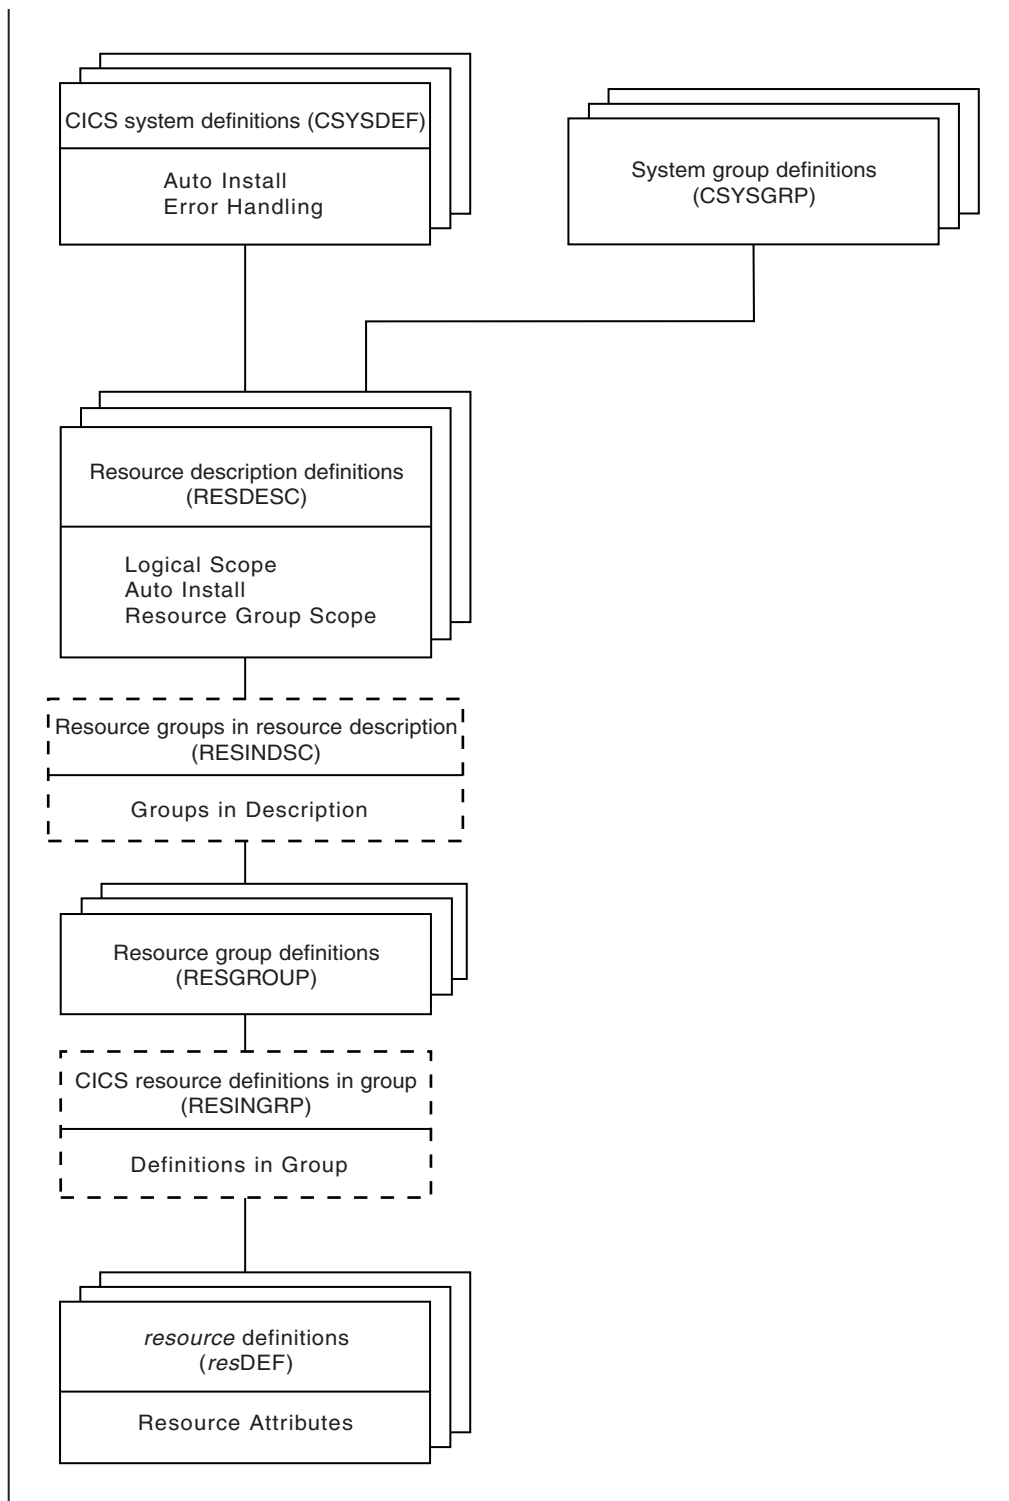 CICS system definitions (CSYSDEF)
Auto Install
Error Handling
System group definitions
(CSYSGRP)
Resource description definitions
(RESDESC)
Logical Scope
Auto Install
Resource Group Scope
Resource groups in resource description
(RESINDSC)
Groups in Description
Resource group definitions
(RESGROUP)
CICS resource definitions in group
(RESINGRP)
Definitions in Group
resource definitions
(resDEF)
Resource Attributes